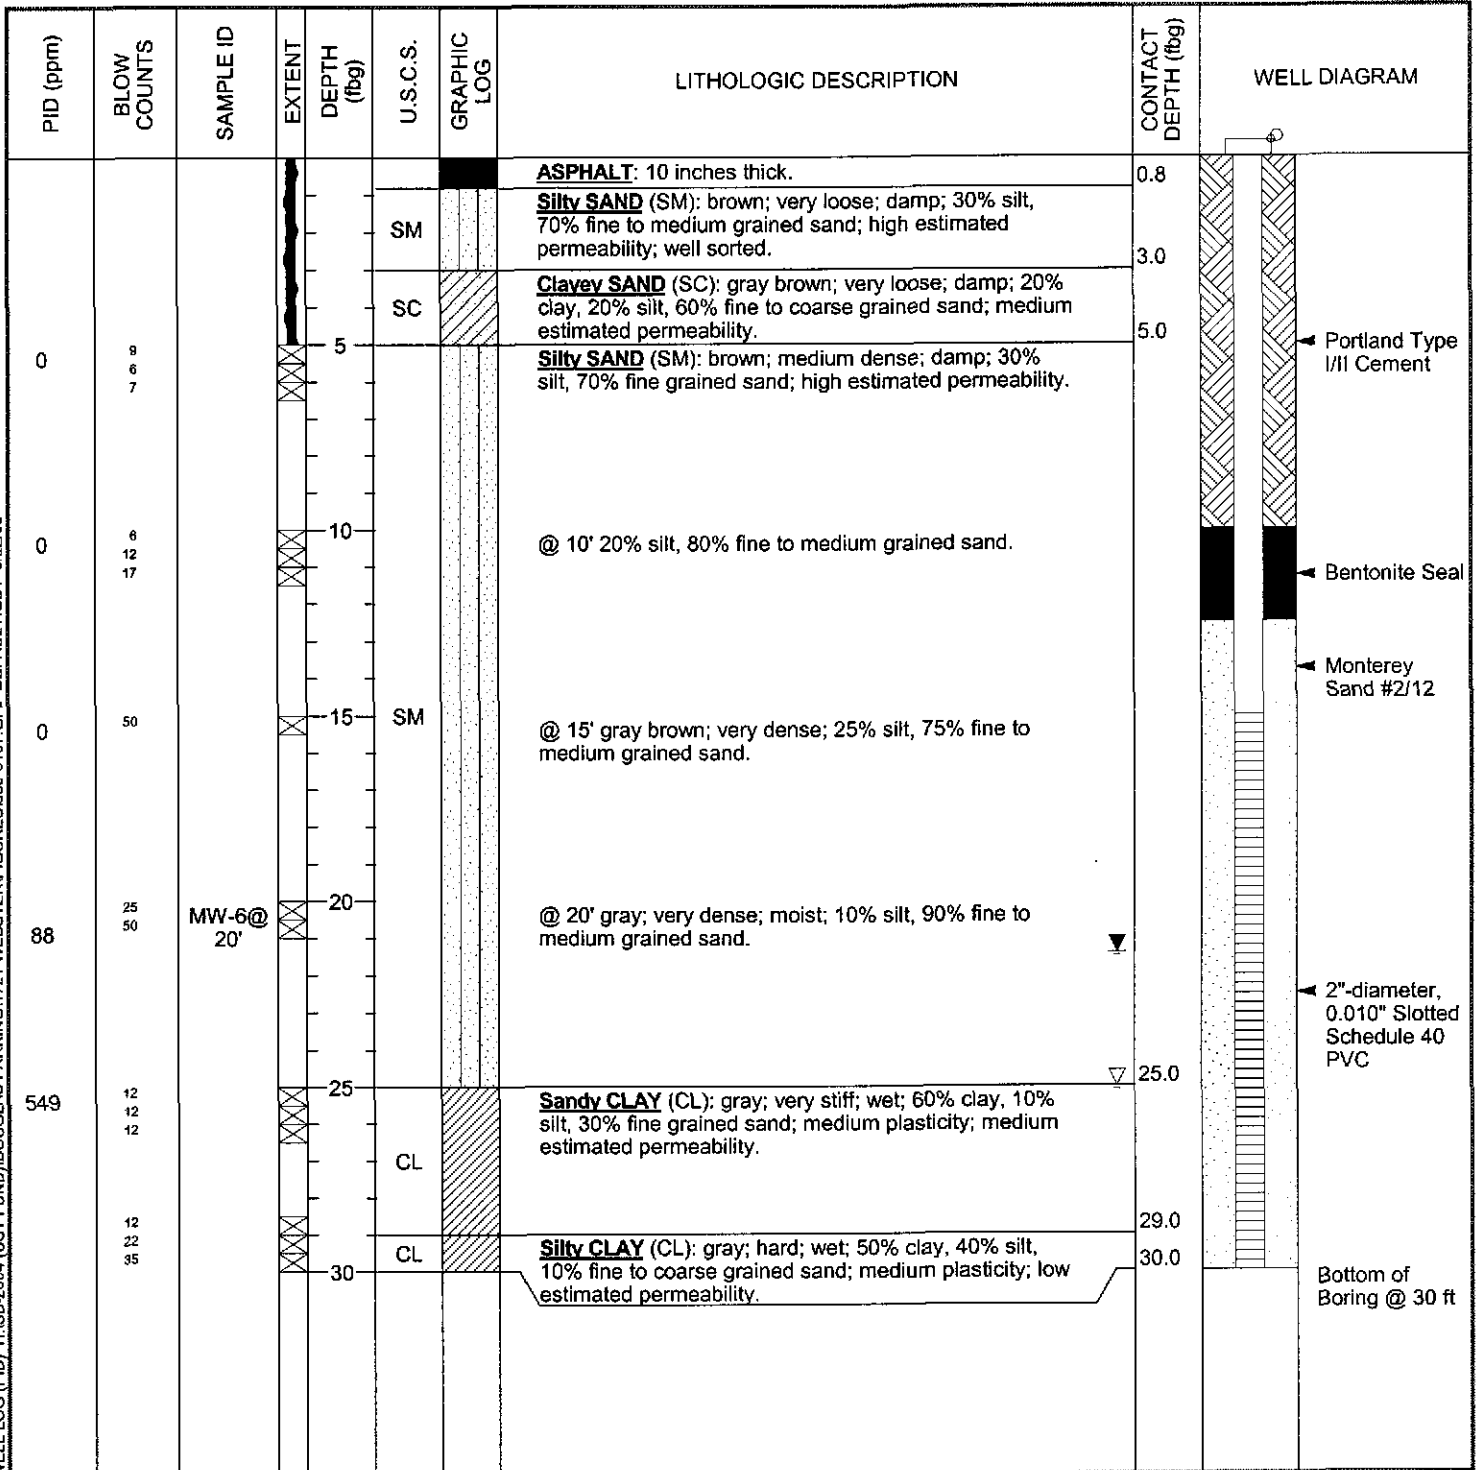 PID (ppm)
BLOW
COUNTS
SAMPLE ID
EXTENT
DEPTH
(fbg)
U.S.C.S.
GRAPHIC
LOG
LITHOLOGIC DESCRIPTION
CONTACT
DEPTH (fbg)
WELL DIAGRAM
ASPHALT: 10 inches thick.
0.8
SM
Silty SAND (SM): brown; very loose; damp; 30% silt,
70% fine to medium grained sand; high estimated
permeability; well sorted.
3.0
SC
Clayey SAND (SC): gray brown; very loose; damp; 20%
clay, 20% silt, 60% fine to coarse grained sand; medium
estimated permeability.
5.0
Portland Type
I/II Cement
0
9
6
7
5
Silty SAND (SM): brown; medium dense; damp; 30%
silt, 70% fine grained sand; high estimated permeability.
0
6
12
17
10
@ 10' 20% silt, 80% fine to medium grained sand.
Bentonite Seal
Monterey
Sand #2/12
0
50
15
SM
@ 15' gray brown; very dense; 25% silt, 75% fine to
medium grained sand.
88
25
50
MW-6@
20'
20
@ 20' gray; very dense; moist; 10% silt, 90% fine to
medium grained sand.
2"-diameter,
0.010" Slotted
Schedule 40
PVC
25.0
549
12
12
12
25
CL
Sandy CLAY (CL): gray; very stiff; wet; 60% clay, 10%
silt, 30% fine grained sand; medium plasticity; medium
estimated permeability.
29.0
12
22
35
CL
30
Silty CLAY (CL): gray; hard; wet; 50% clay, 40% silt,
10% fine to coarse grained sand; medium plasticity; low
estimated permeability.
30.0
Bottom of
Boring @ 30 ft